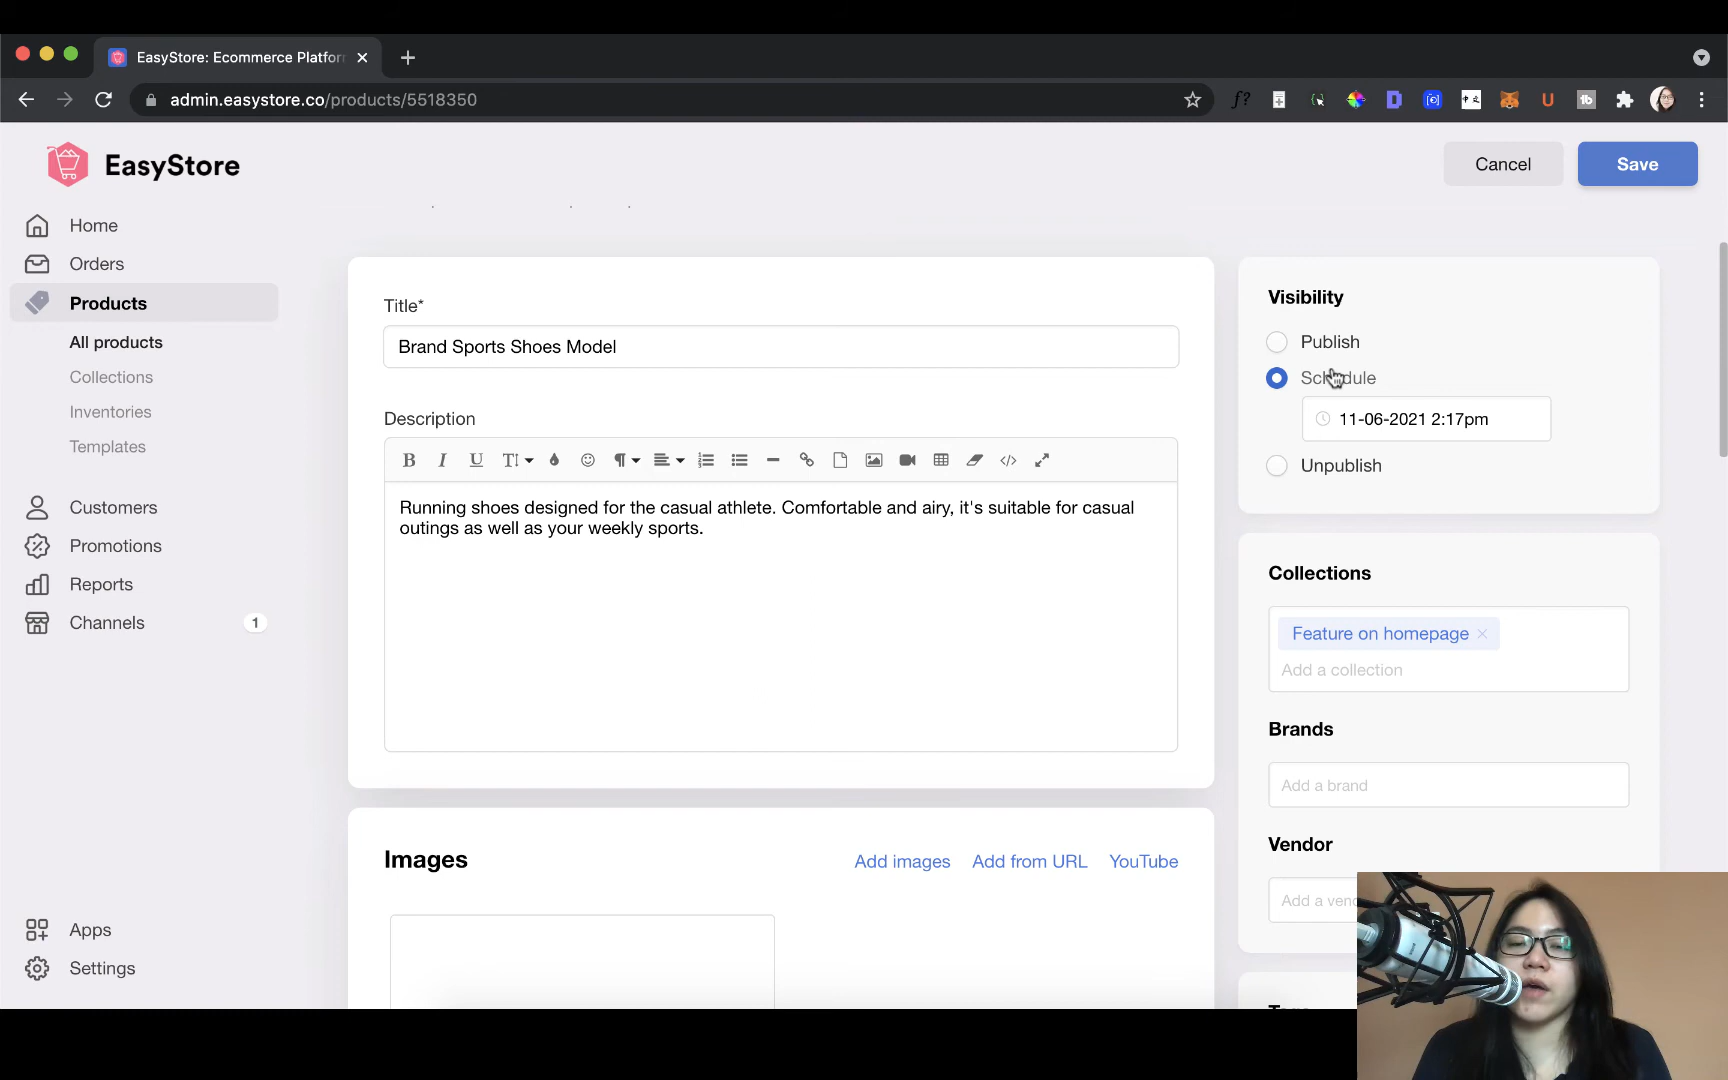 EasyStore: Ecommerce Platfor
admin.easystore.co/products/5518350
EasyStore
Cancel
Save
Home
Orders
Products
All products
Collections
Inventories
Templates
Customers
Promotions
Reports
Channels
1
Apps
Settings
Title*
Brand Sports Shoes Model
Description
Running shoes designed for the casual athlete. Comfortable and airy, it's suitable for casual
outings as well as your weekly sports.
Images
Add images
Add from URL
YouTube
Visibility
Publish
Schedule
11-06-2021 2:17pm
Unpublish
Collections
Feature on homepage
Add a collection
Brands
Add a brand
Vendor
Add a